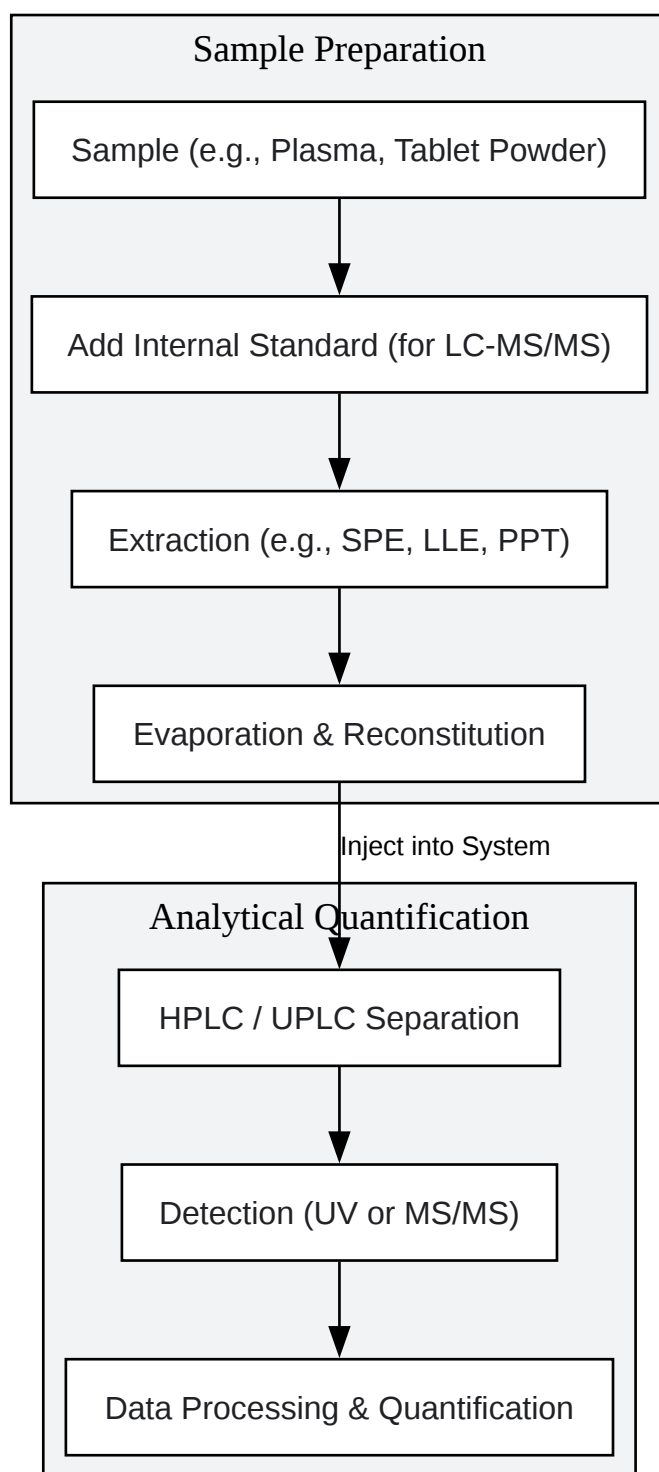 Sample Preparation
Sample (e.g., Plasma, Tablet Powder)
Add Internal Standard (for LC-MS/MS)
Extraction (e.g., SPE, LLE, PPT)
Evaporation & Reconstitution
Inject into System
Analytical Quantification
HPLC / UPLC Separation
Detection (UV or MS/MS)
Data Processing & Quantification